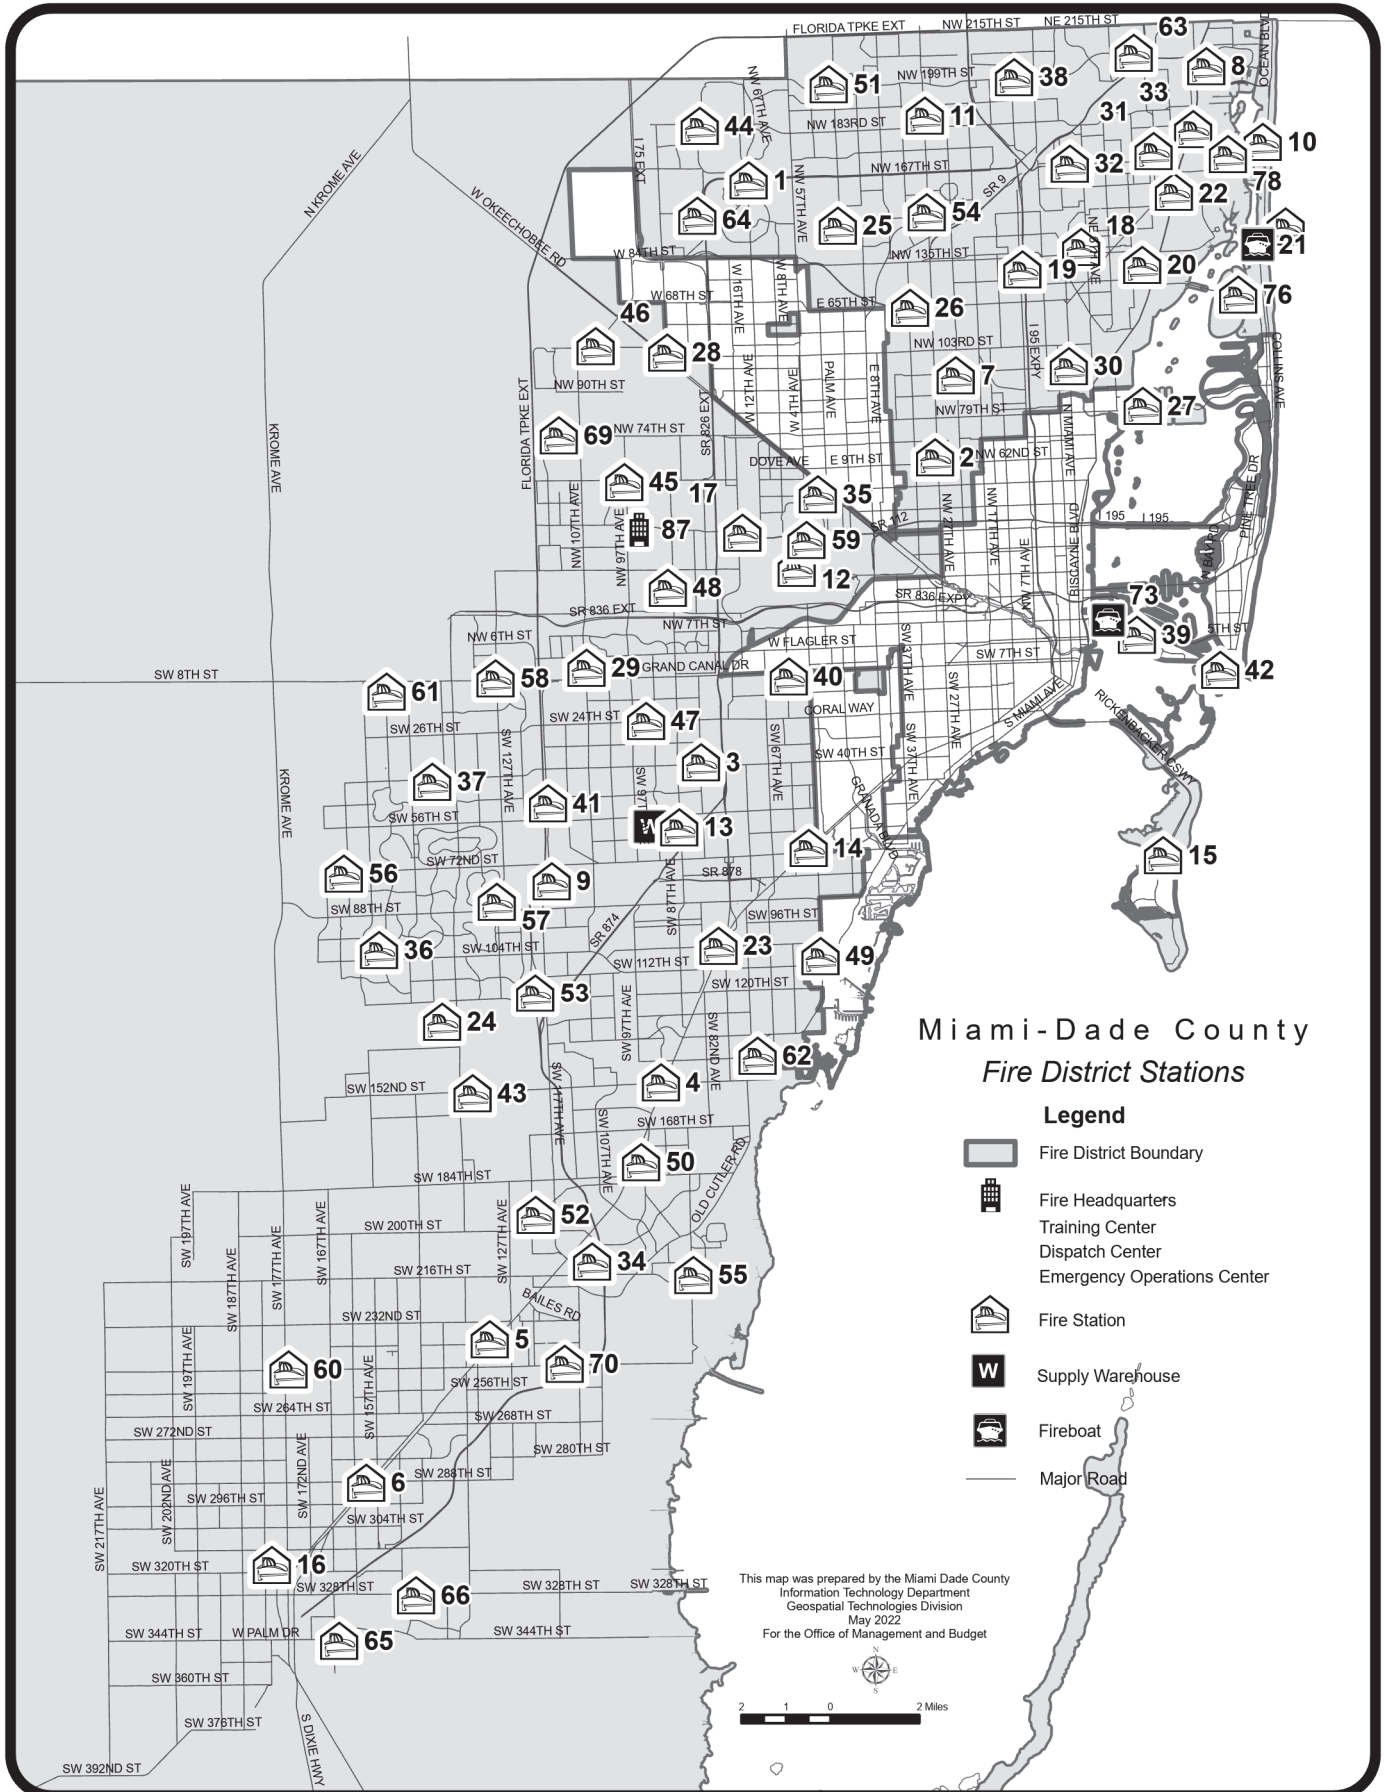 FLORIDA TPKE EXT
NW 215TH ST
NE 215TH ST
63
OCEAN BLVD
8
NW 67TH AVE
51
NW 199TH ST
38
33
31
44
NW 183RD ST
11
10
I 75 EXT
N KROME AVE
1
NW 167TH ST
32
78
W OKEECHOBEE RD
NW 57TH AVE
SR 9
22
64
25
54
18
21
W 84TH ST
NW 135TH ST
19
20
W 16TH AVE
W 8TH AVE
W 68TH ST
E 65TH ST
26
76
46
28
NW 103RD ST
I 95 EXPY
30
COLLINS AVE
FLORIDA TPKE EXT
NW 90TH ST
W 12TH AVE
W 4TH AVE
PALM AVE
E 8TH AVE
7
NW 79TH ST
27
SR 826 EXT
N MIAMI AVE
KROME AVE
69
NW 74TH ST
DOVE AVE
E 9TH ST
2
NW 62ND ST
PINE TREE DR
45
17
35
NW 107TH AVE
NW 97TH AVE
87
59
12
SR 112
NW 27TH AVE
NW 17TH AVE
NW 7TH AVE
BISCAYNE BLVD
I 195
I 195
N BAY RD
48
SR 836 EXT
SR 836 EXPY
73
NW 7TH ST
NW 6TH ST
W FLAGLER ST
39
5TH ST
SW 8TH ST
58
29
GRAND CANAL DR
40
SW 37TH AVE
SW 7TH ST
42
61
SW 26TH ST
SW 24TH ST
47
CORAL WAY
SW 27TH AVE
S MIAMI AVE
RICKENBACKER CSWY
SW 127TH AVE
3
SW 67TH AVE
SW 40TH ST
SW 37TH AVE
KROME AVE
37
41
SW 56TH ST
W
13
GRANADA BLVD
14
15
SW 72ND ST
SR 878
SW 87TH AVE
56
9
SW 88TH ST
57
SR 874
SW 96TH ST
36
SW 104TH ST
23
49
SW 112TH ST
SW 120TH ST
53
24
SW 97TH AVE
SW 82ND AVE
62
SW 152ND ST
43
SW 117TH AVE
4
SW 107TH AVE
SW 168TH ST
50
OLD CUTLER RD
SW 184TH ST
SW 197TH AVE
SW 187TH AVE
SW 177TH AVE
SW 167TH AVE
SW 200TH ST
SW 127TH AVE
52
34
SW 216TH ST
55
BAILES RD
SW 232ND ST
5
SW 197TH AVE
60
SW 157TH AVE
70
SW 256TH ST
SW 264TH ST
SW 268TH ST
SW 272ND ST
SW 280TH ST
SW 217TH AVE
SW 202ND AVE
SW 172ND AVE
6
SW 288TH ST
SW 296TH ST
SW 304TH ST
16
SW 320TH ST
SW 328TH ST
66
SW 328TH ST
SW 328TH ST
SW 344TH ST
W PALM DR
65
SW 344TH ST
SW 360TH ST
SW 376TH ST
S DIXIE HWY
SW 392ND ST
Miami-Dade County
Fire District Stations
Legend
Fire District Boundary
Fire Headquarters
Training Center
Dispatch Center
Emergency Operations Center
Fire Station
W
Supply Warehouse
Fireboat
Major Road
This map was prepared by the Miami Dade County
Information Technology Department
Geospatial Technologies Division
May 2022
For the Office of Management and Budget
N
W
E
S
2
1
0
2 Miles